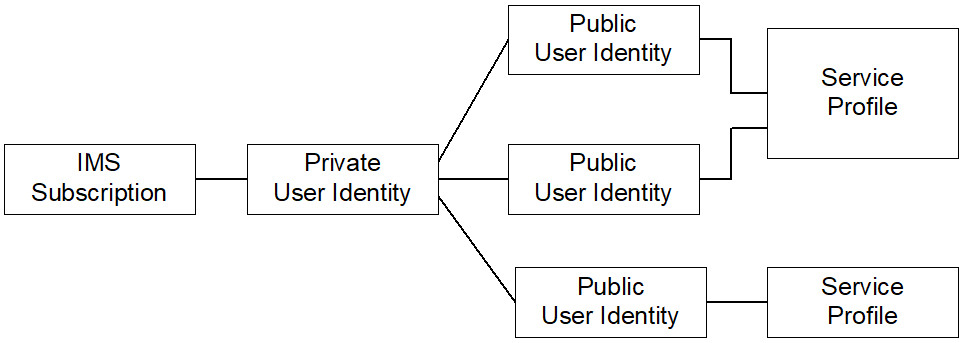 Public
User Identity
Service
Profile
IMS
Subscription
Private
User Identity
Public
User Identity
Public
User Identity
Service
Profile